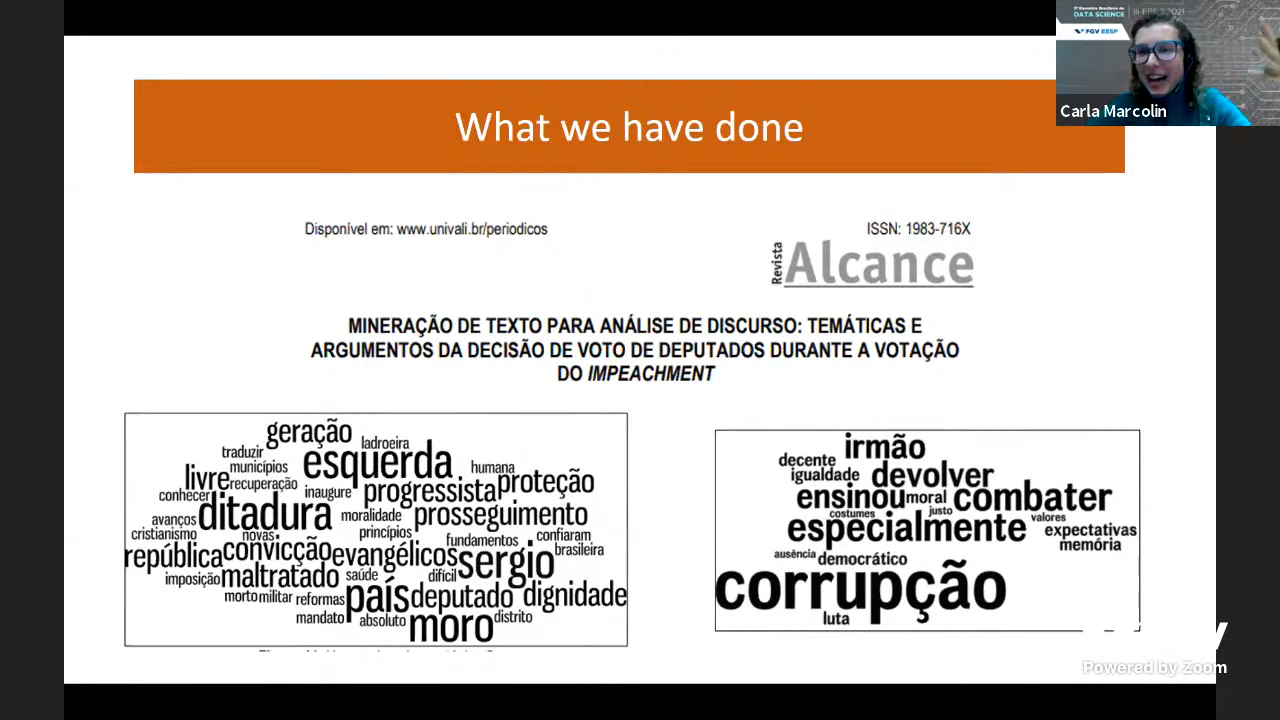 5º Encontro Brasileiro de
DATA SCIENCE
FGV EESP
Carla Marcolin
What we have done
Disponível em: www.univali.br/periodicos
ISSN: 1983-716X
Revista Alcance
MINERAÇÃO DE TEXTO PARA ANÁLISE DE DISCURSO: TEMÁTICAS E
ARGUMENTOS DA DECISÃO DE VOTO DE DEPUTADOS DURANTE A VOTAÇÃO
DO IMPEACHMENT
geração
ladroeira
traduzir
esquerda
municípios
humana
livre
recuperação
proteção
conhecer
inaugure
progressista
ditadura
moralidade
prosseguimento
avanços
cristianismo
novas
princípios
fundamentos
confiaram
brasileira
república
convicção
evangélicos
sergio
imposição
maltratado
saúde
difícil
morto
militar
reformas
país
deputado
dignidade
mandato
absoluto
moro
distrito
irmão
decente
igualdade
devolver
ensinou
moral
combater
costumes
justo
especialmente
valores
expectativas
memória
ausência
democrático
corrupção
luta
Powered by Zoom